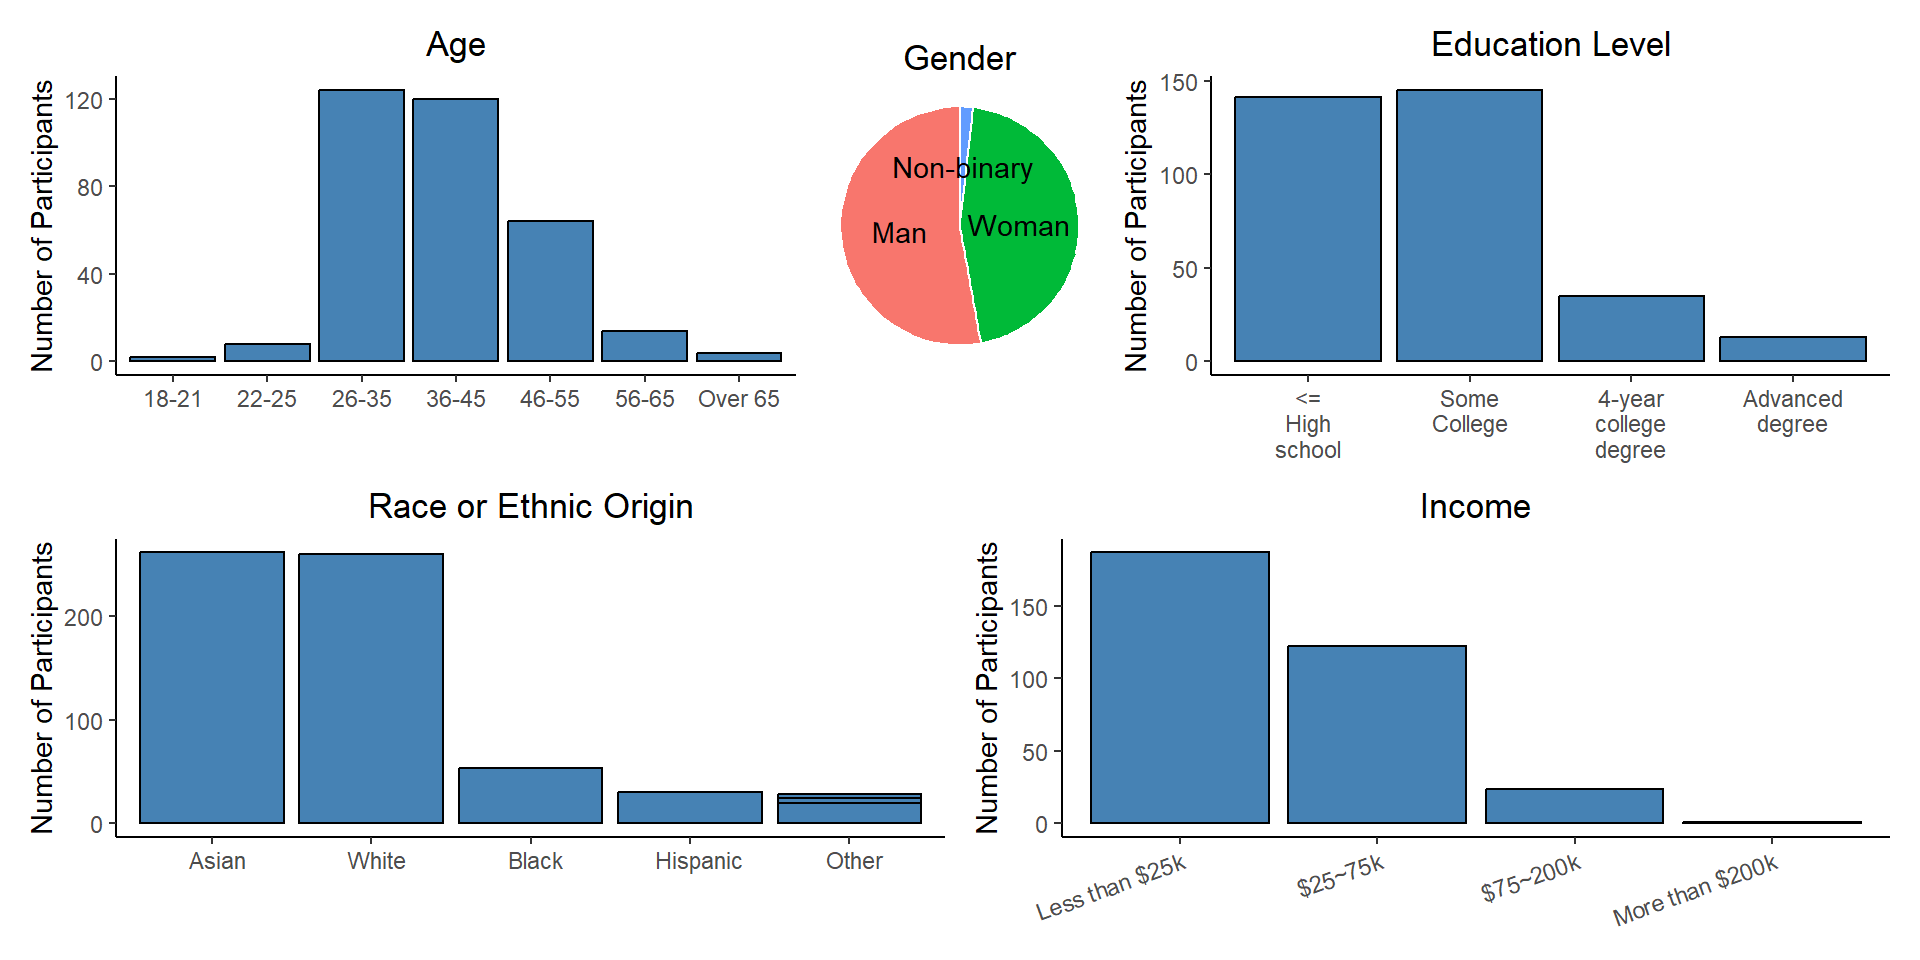 Age
Number of Participants
120
80
40
0
18-21 22-25 26-35 36-45 46-55 56-65 Over 65
Gender
Non-binary
Man
Woman
Education Level
Number of Participants
150
100
50
0
<=
High
school
Some
College
4-year
college
degree
Advanced
degree
Race or Ethnic Origin
Number of Participants
200
100
0
Asian White Black Hispanic Other
Income
Number of Participants
150
100
50
0
Less than $25k
$25~75k
$75~200k
More than $200k